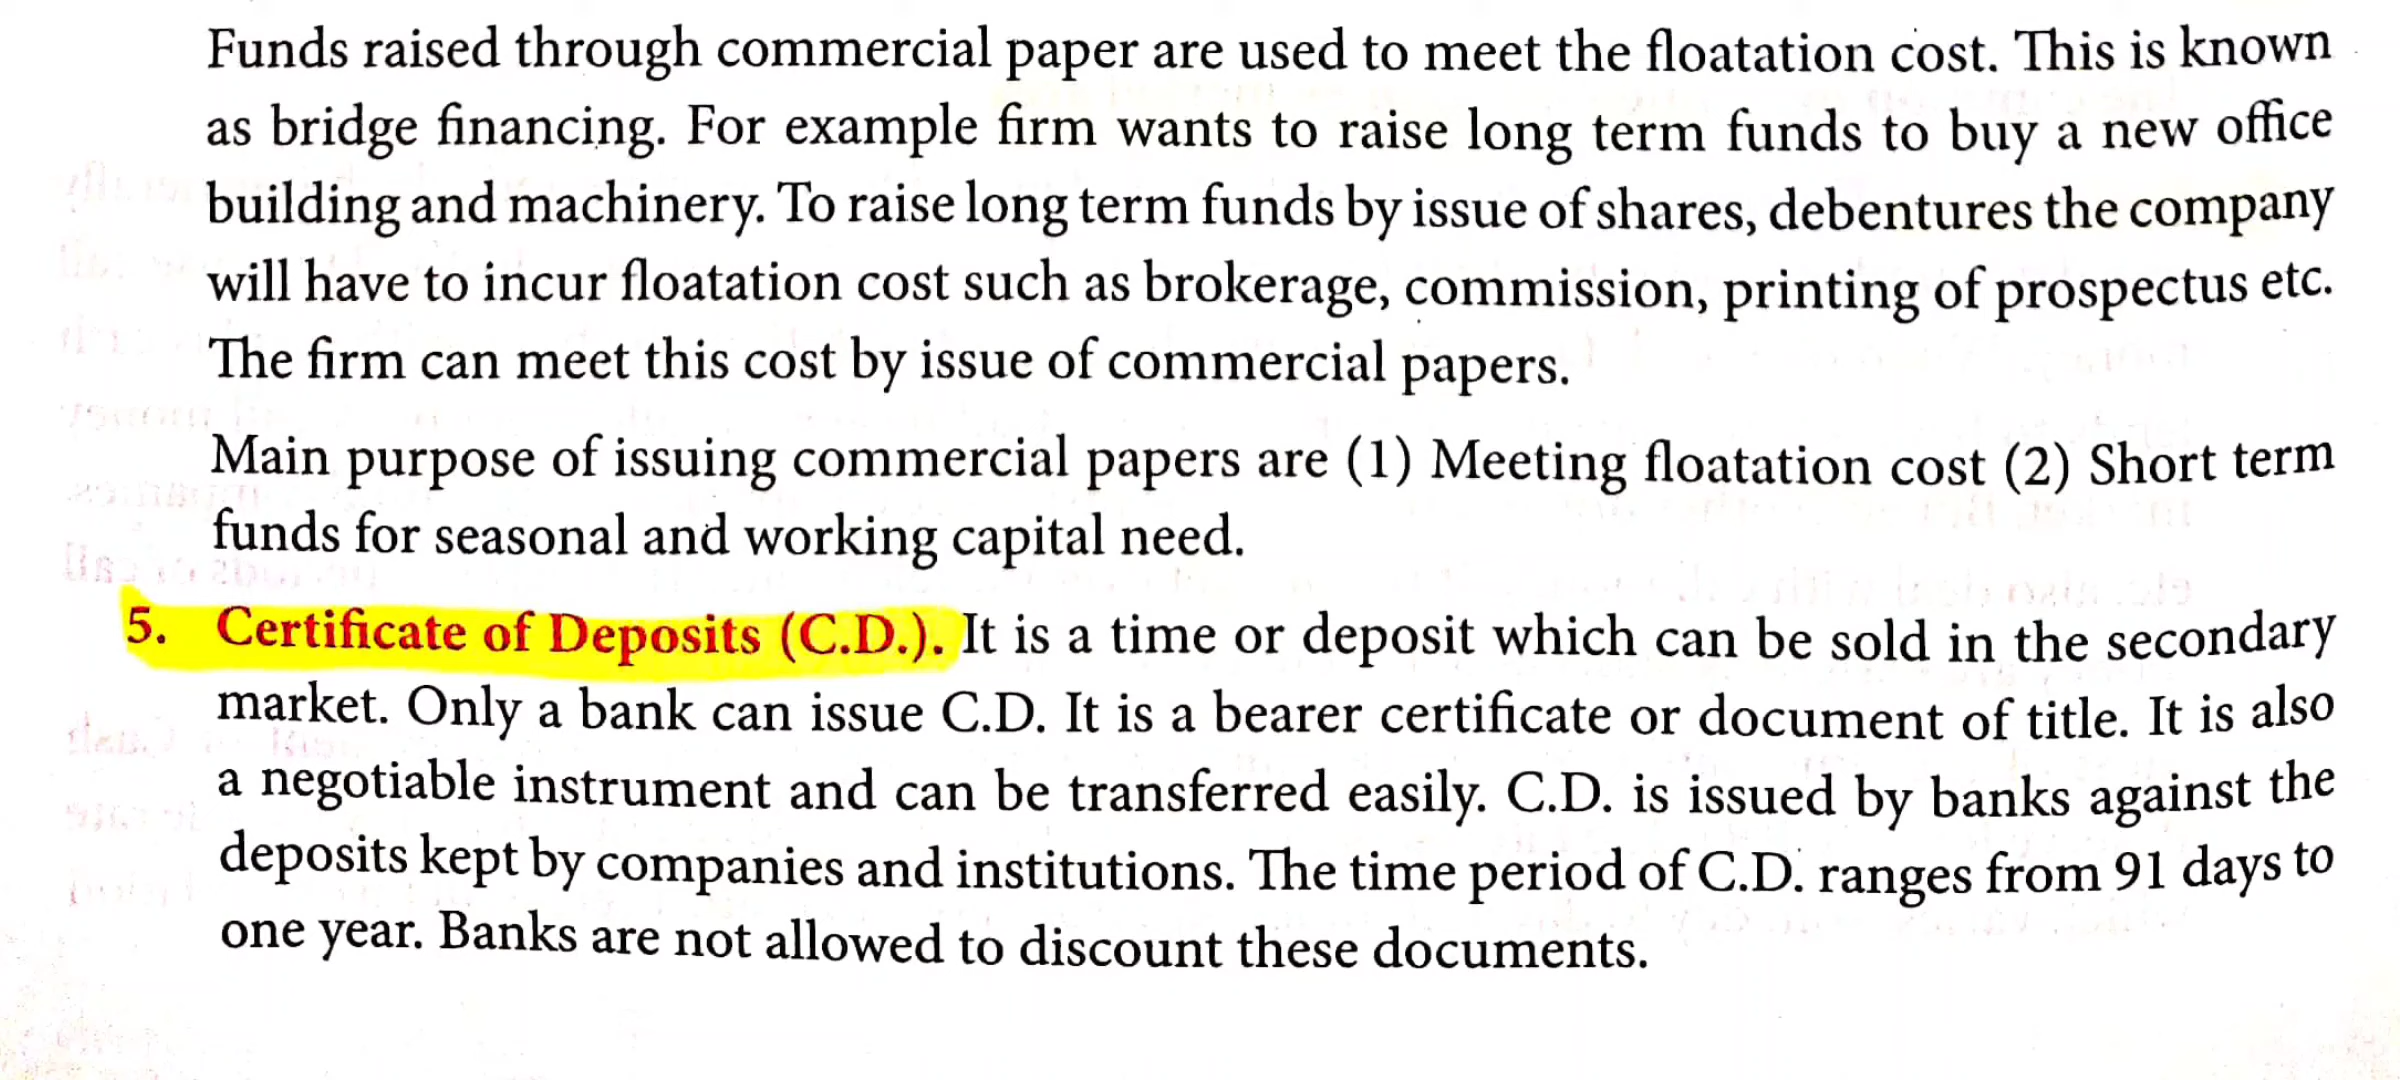 Funds raised through commercial paper are used to meet the floatation cost. This is known
as bridge financing. For example firm wants to raise long term funds to buy a new office
building and machinery. To raise long term funds by issue of shares, debentures the company
will have to incur floatation cost such as brokerage, commission, printing of prospectus etc.
The firm can meet this cost by issue of commercial papers.
Main purpose of issuing commercial papers are (1) Meeting floatation cost (2) Short term
funds for seasonal and working capital need.
5. Certificate of Deposits (C.D.). It is a time or deposit which can be sold in the secondary
market. Only a bank can issue C.D. It is a bearer certificate or document of title. It is also
a negotiable instrument and can be transferred easily. C.D. is issued by banks against the
deposits kept by companies and institutions. The time period of C.D. ranges from 91 days to
one year. Banks are not allowed to discount these documents.